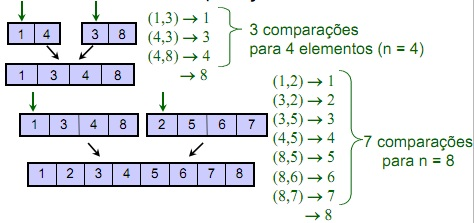 1 4 3 8
(1,3) → 1
(4,3) → 3
(4,8) → 4
→ 8
3 comparações
para 4 elementos (n = 4)
1 3 4 8
1 3 4 8 2 5 6 7
(1,2) → 1
(3,2) → 2
(3,5) → 3
(4,5) → 4
(8,5) → 5
(8,6) → 6
(8,7) → 7
→ 8
7 comparações
para n = 8
1 2 3 4 5 6 7 8